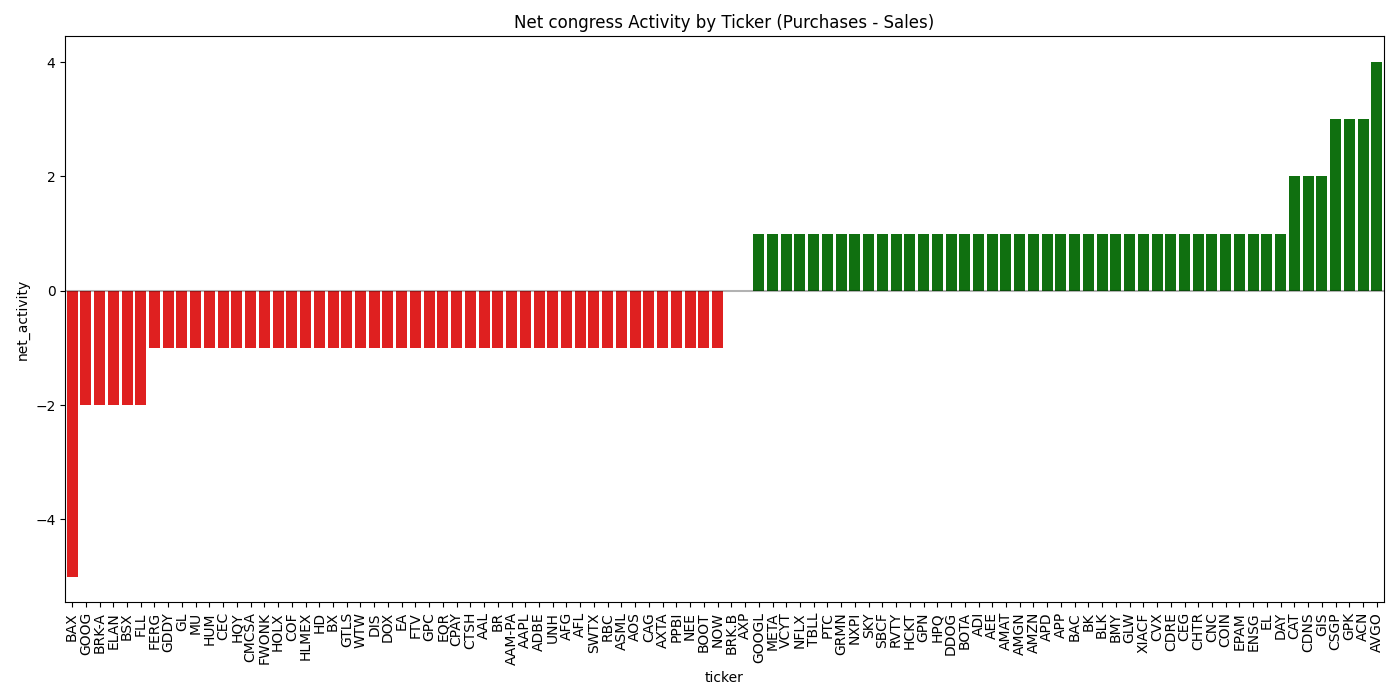 Net congress Activity by Ticker (Purchases - Sales)
net_activity
4
2
0
−2
−4
BAX
GOOG
BRK-A
ELAN
BSX
FLL
FERG
GDDY
GL
MU
HUM
CEC
HQY
CMCSA
FWONK
HOLX
COF
HLMEX
HD
BX
GTLS
WTW
DIS
DOX
EA
FTV
GPC
EQR
CPAY
CTSH
AAL
BR
AAM-PA
AAPL
ADBE
UNH
AFG
AFL
SWTX
RBC
ASML
AOS
CAG
AXTA
PPBI
NEE
BOOT
NOW
BRK.B
AXP
GOOGL
META
VCYT
NFLX
TBLL
PTC
GRMN
NXPI
SKY
SBCF
RVTY
HCKT
GPN
HPQ
DDOG
BOTA
ADI
AEE
AMAT
AMGN
AMZN
APD
APP
BAC
BK
BLK
BMY
GLW
XIACF
CVX
CDRE
CEG
CHTR
CNC
COIN
EPAM
ENSG
EL
DAY
CAT
CDNS
GIS
CSGP
GPK
ACN
AVGO
ticker